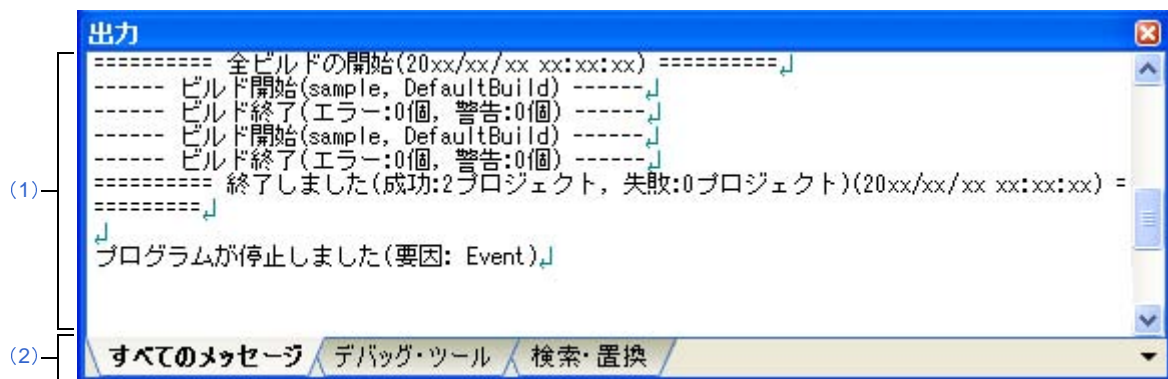 出力
========== 全ビルドの開始(20xx/xx/xx xx:xx:xx) ==========↲
------ ビルド開始(sample, DefaultBuild) ------↲
------ ビルド終了(エラー:0個, 警告:0個) ------↲
------ ビルド開始(sample, DefaultBuild) ------↲
------ ビルド終了(エラー:0個, 警告:0個) ------↲
========== 終了しました(成功:2プロジェクト, 失敗:0プロジェクト)(20xx/xx/xx xx:xx:xx) =
=========↲
↲
プログラムが停止しました(要因: Event)↲
(1)
(2)
すべてのメッセージ デバッグ・ツール 検索・置換